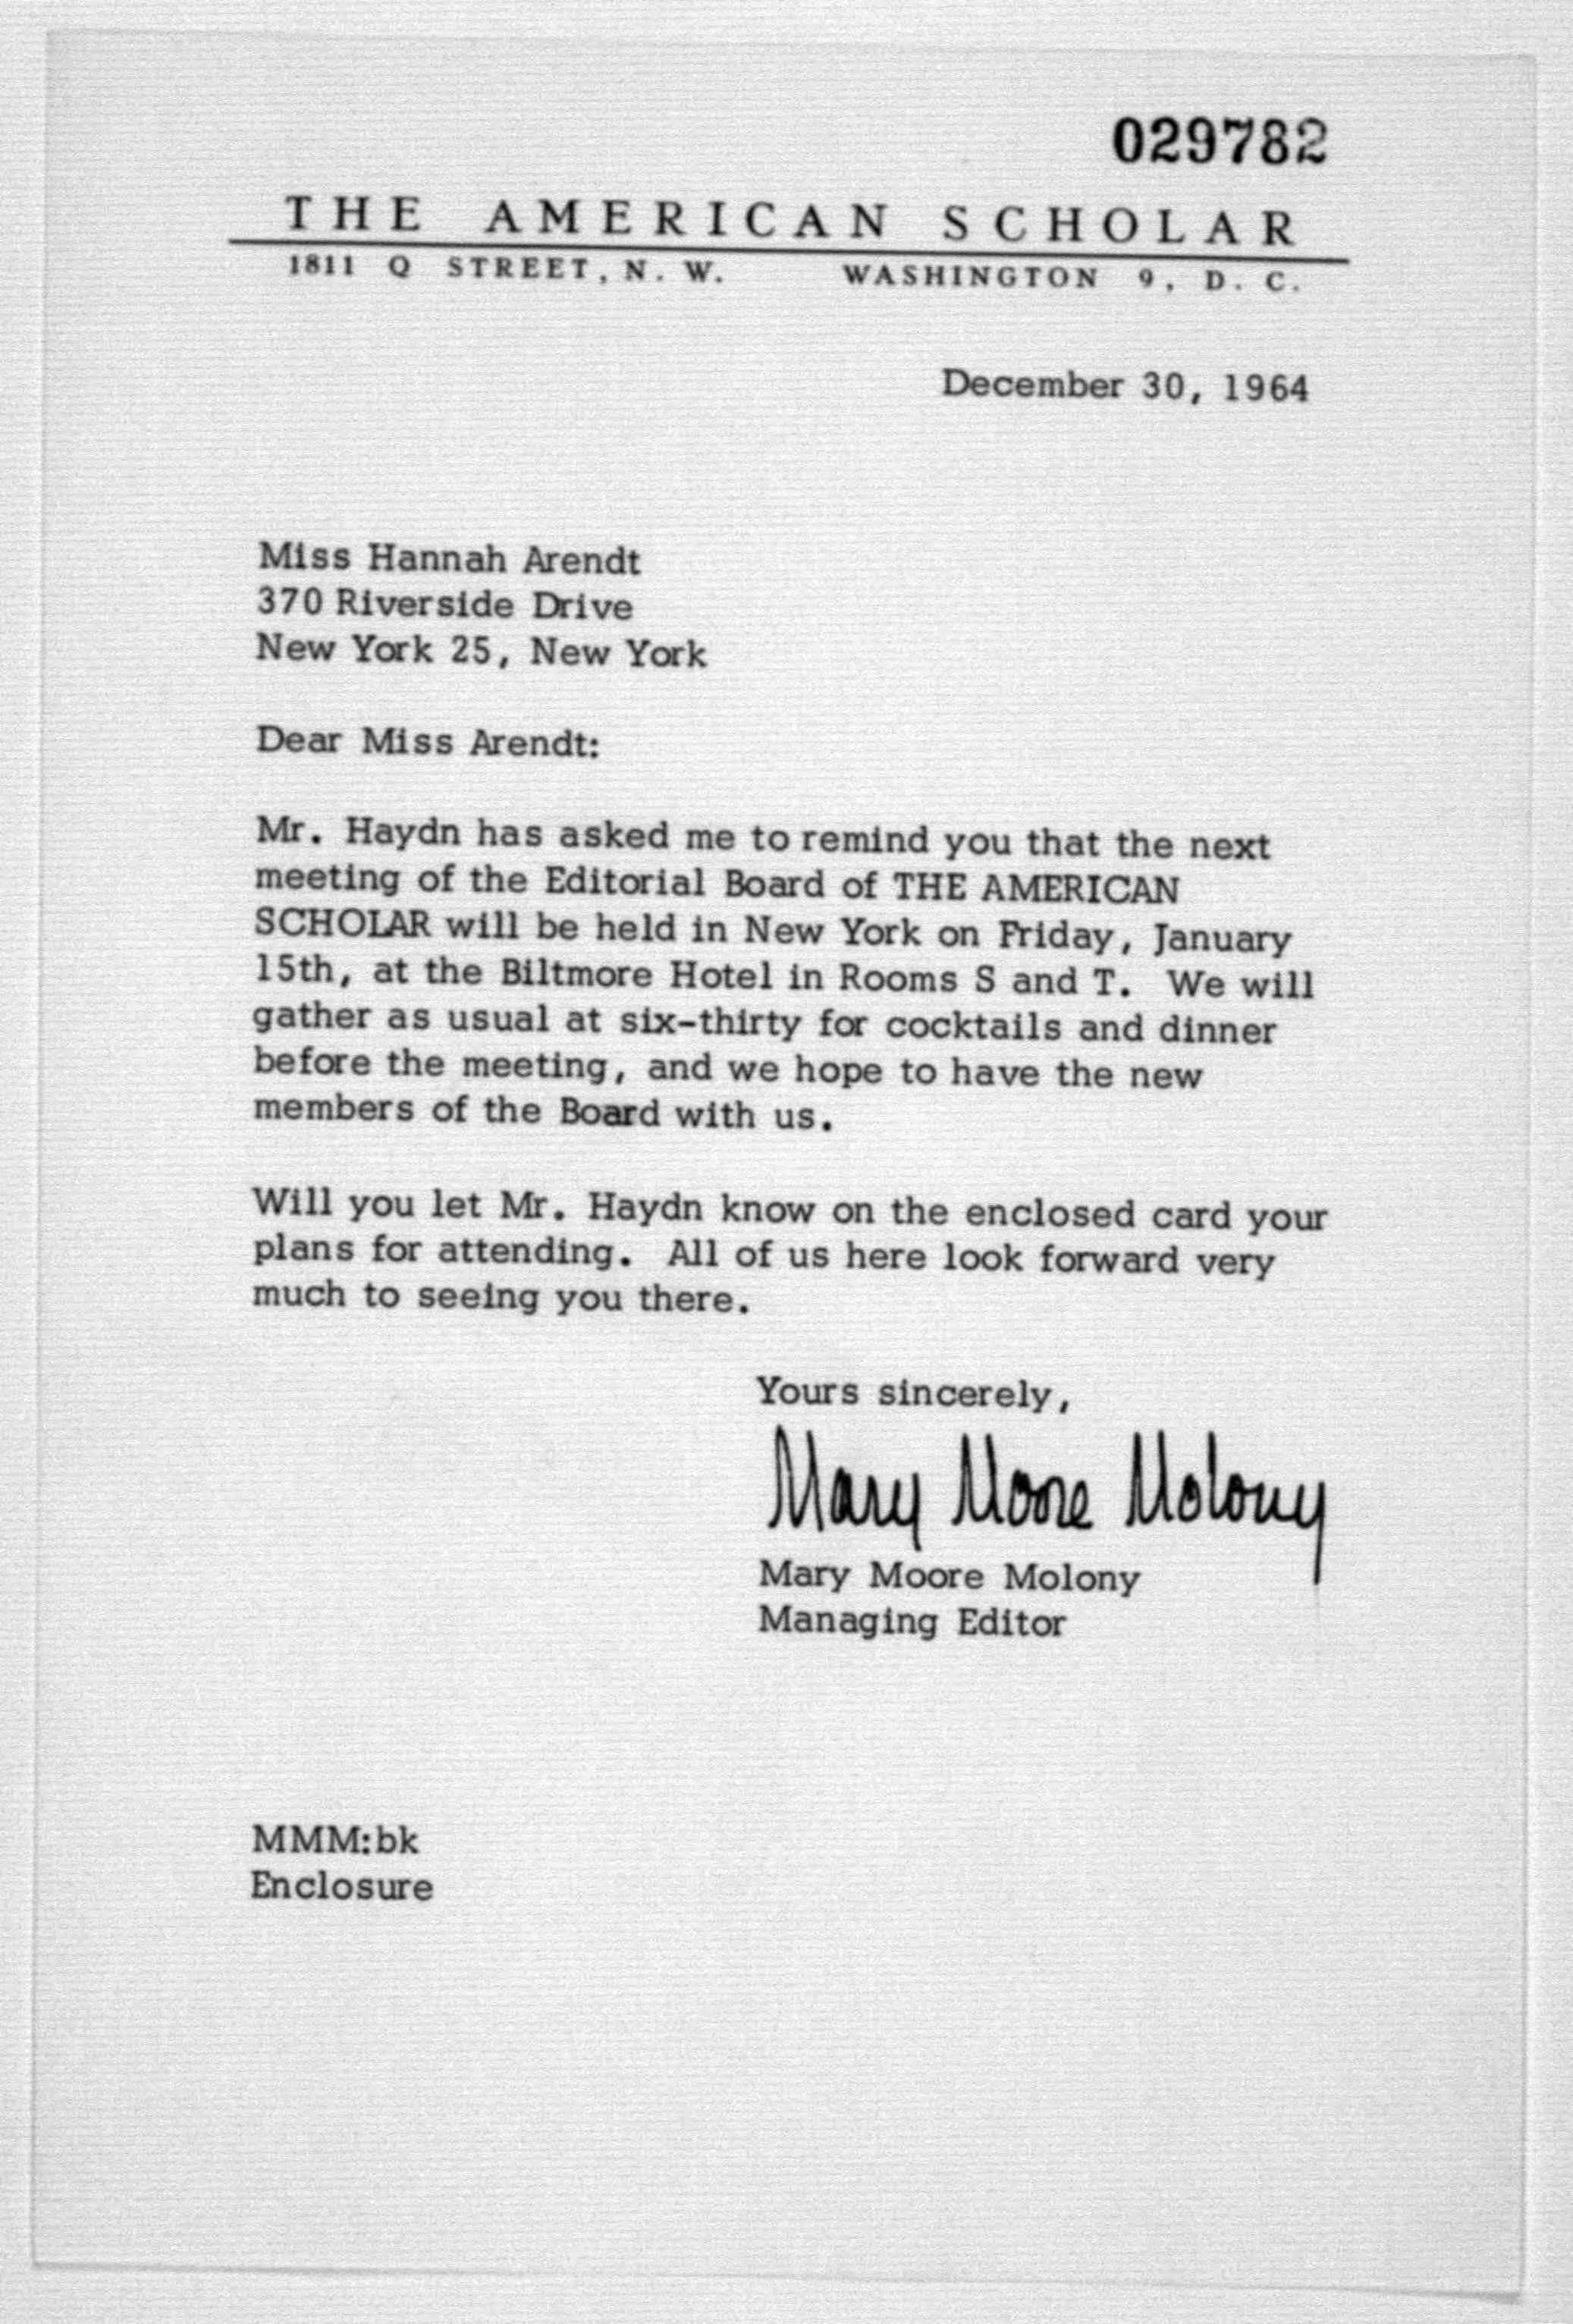 029782
THE AMERICAN SCHOLAR
1811 Q STREET, N. W. WASHINGTON 9, D. C.
December 30, 1964
Miss Hannah Arendt
370 Riverside Drive
New York 25, New York
Dear Miss Arendt:
Mr. Haydn has asked me to remind you that the next
meeting of the Editorial Board of THE AMERICAN
SCHOLAR will be held in New York on Friday, January
15th, at the Biltmore Hotel in Rooms S and T. We will
gather as usual at six-thirty for cocktails and dinner
before the meeting, and we hope to have the new
members of the Board with us.
Will you let Mr. Haydn know on the enclosed card your
plans for attending. All of us here look forward very
much to seeing you there.
Yours sincerely,
Mary Moore Molony
Mary Moore Molony
Managing Editor
MMM:bk
Enclosure